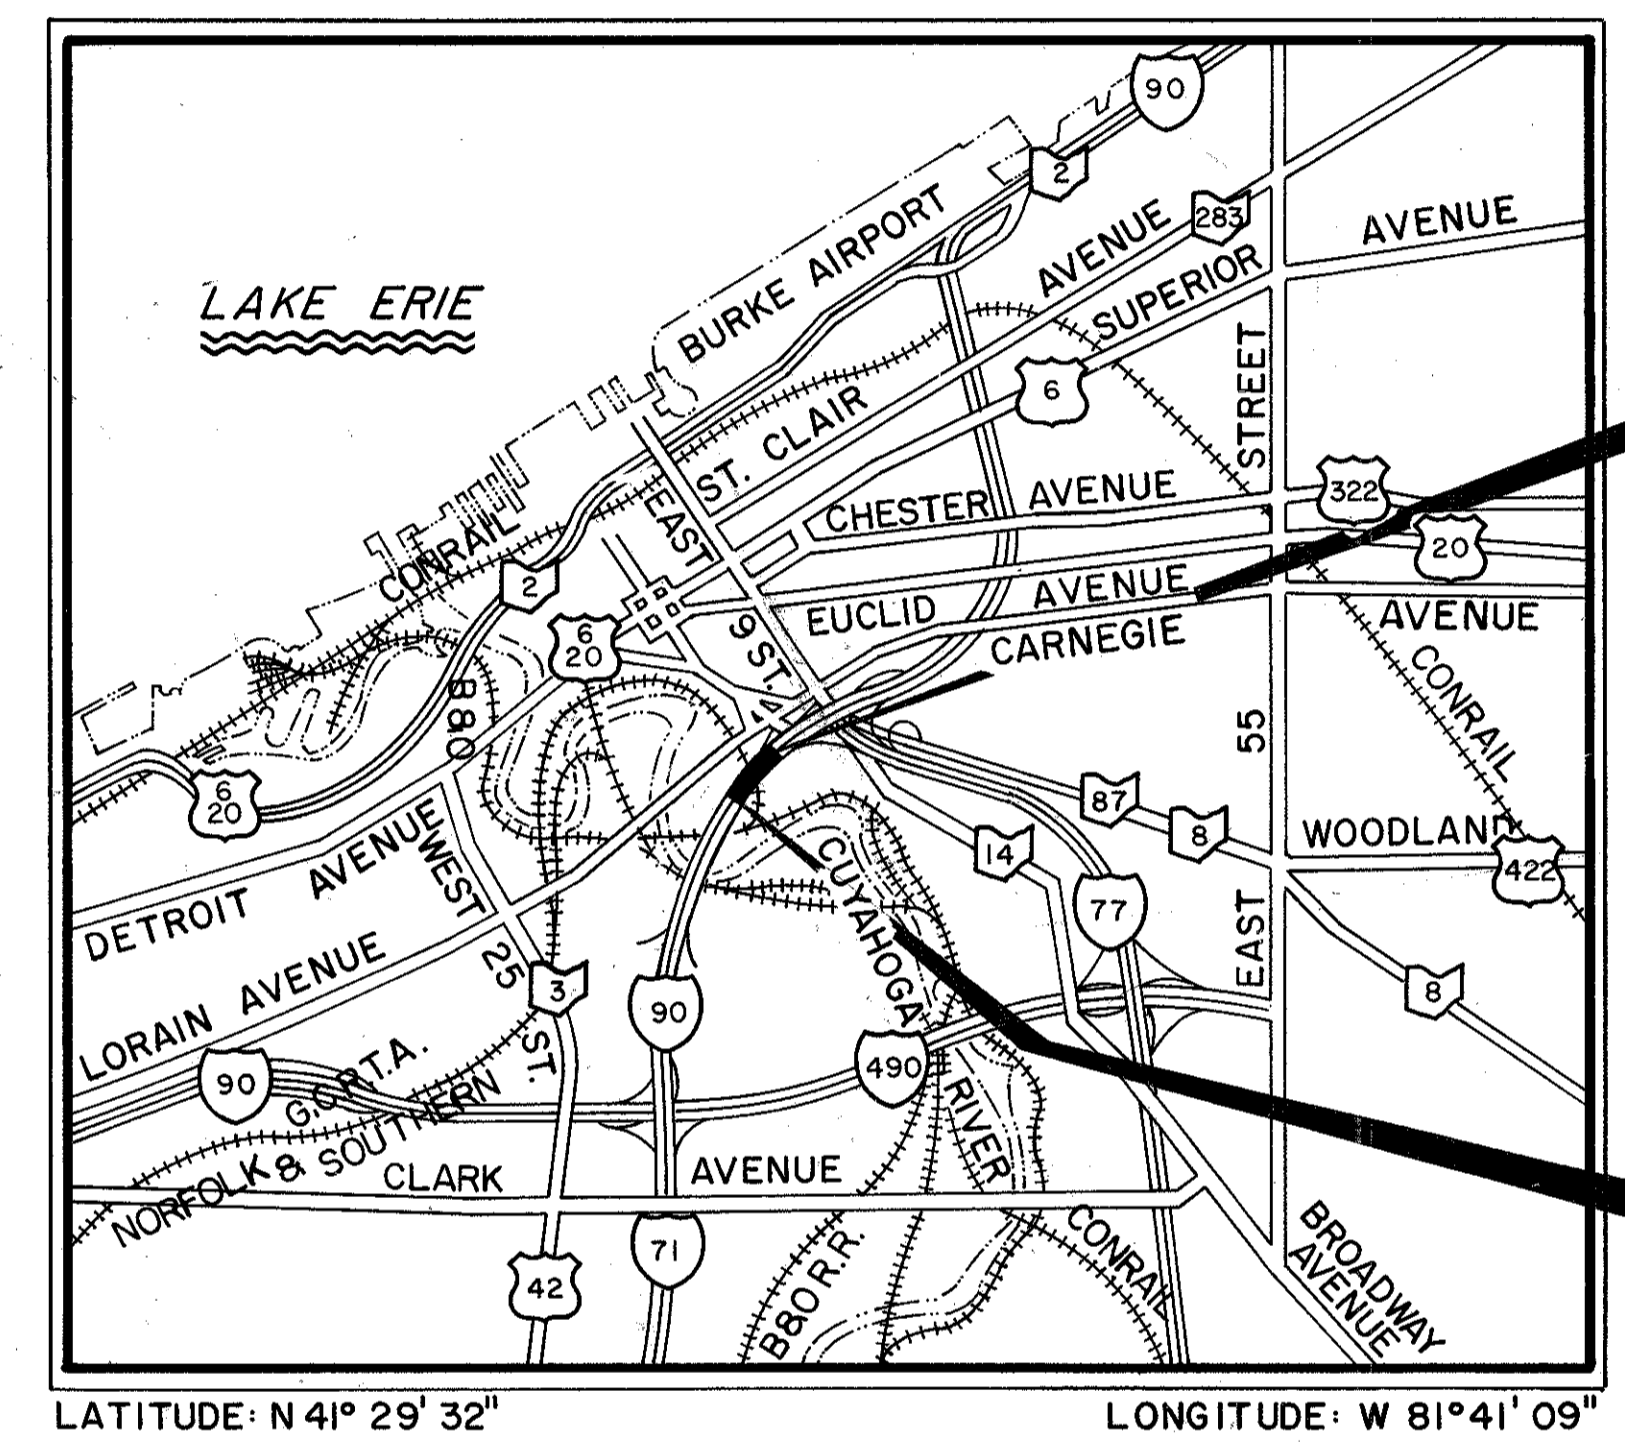 90
2
283
AVENUE
AVENUE
SUPERIOR
BURKE AIRPORT
LAKE ERIE
STREET
6
ST. CLAIR
322
CHESTER AVENUE
20
EAST
CONRAIL
2
AVENUE
EUCLID
CARNEGIE
AVENUE
6
20
9 ST.
CONRAIL
B&O
55
6
20
87
8
WOODLAND
422
14
77
DETROIT AVENUE
WEST
25
ST.
CUYAHOGA
RIVER
EAST
8
LORAIN AVENUE
3
90
490
90
G.C.R.T.A.
NORFOLK & SOUTHERN
CLARK AVENUE
71
42
B&O R.R.
CONRAIL
BROADWAY
AVENUE
LATITUDE: N 41° 29' 32"
LONGITUDE: W 81° 41' 09"